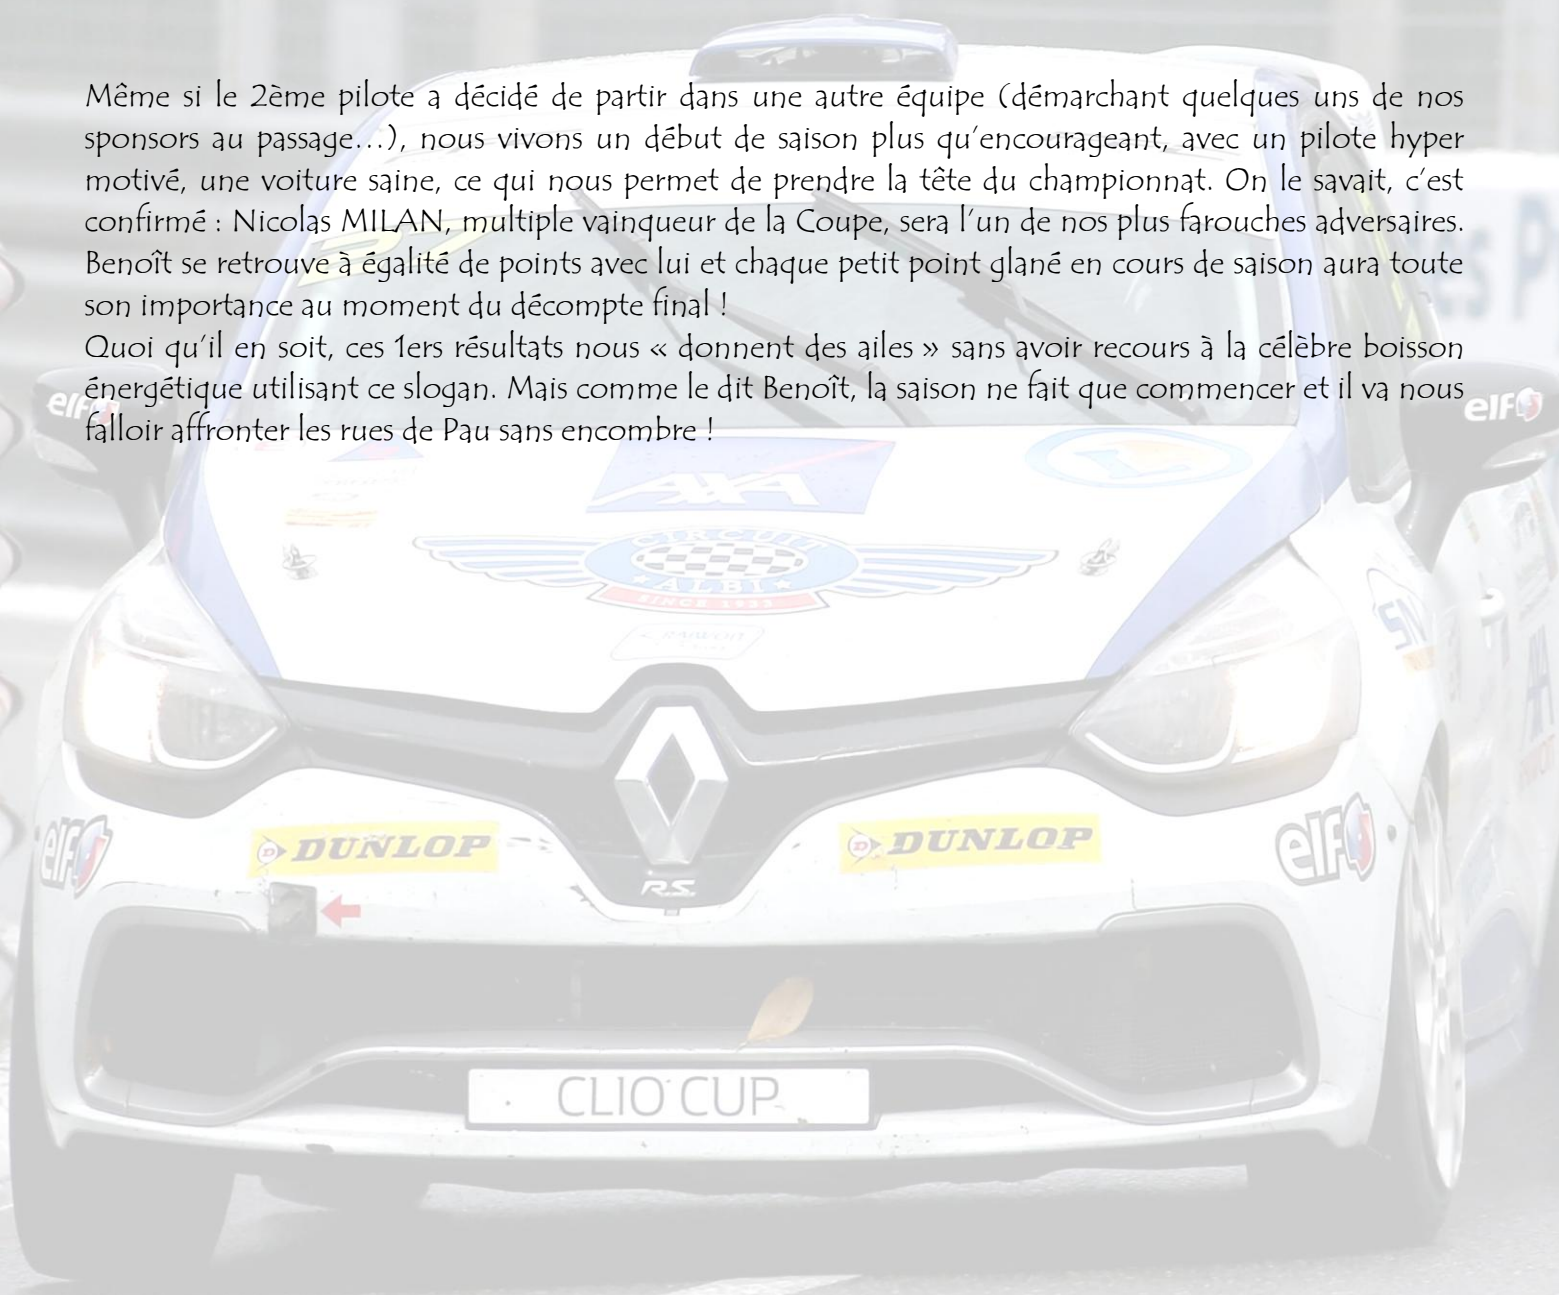 Même si le 2ème pilote a décidé de partir dans une autre équipe (démarchant quelques uns de nos
sponsors au passage…), nous vivons un début de saison plus qu'encourageant, avec un pilote hyper
motivé, une voiture saine, ce qui nous permet de prendre la tête du championnat. On le savait, c'est
confirmé : Nicolas MILAN, multiple vainqueur de la Coupe, sera l'un de nos plus farouches adversaires.
Benoît se retrouve à égalité de points avec lui et chaque petit point glané en cours de saison aura toute
son importance au moment du décompte final !
Quoi qu'il en soit, ces 1ers résultats nous « donnent des ailes » sans avoir recours à la célèbre boisson
énergétique utilisant ce slogan. Mais comme le dit Benoît, la saison ne fait que commencer et il va nous
falloir affronter les rues de Pau sans encombre !
elf
elf
AXA
CIRCUIT
ALBI
SINCE 1933
elf
DUNLOP
DUNLOP
elf
R.S.
CLIO CUP